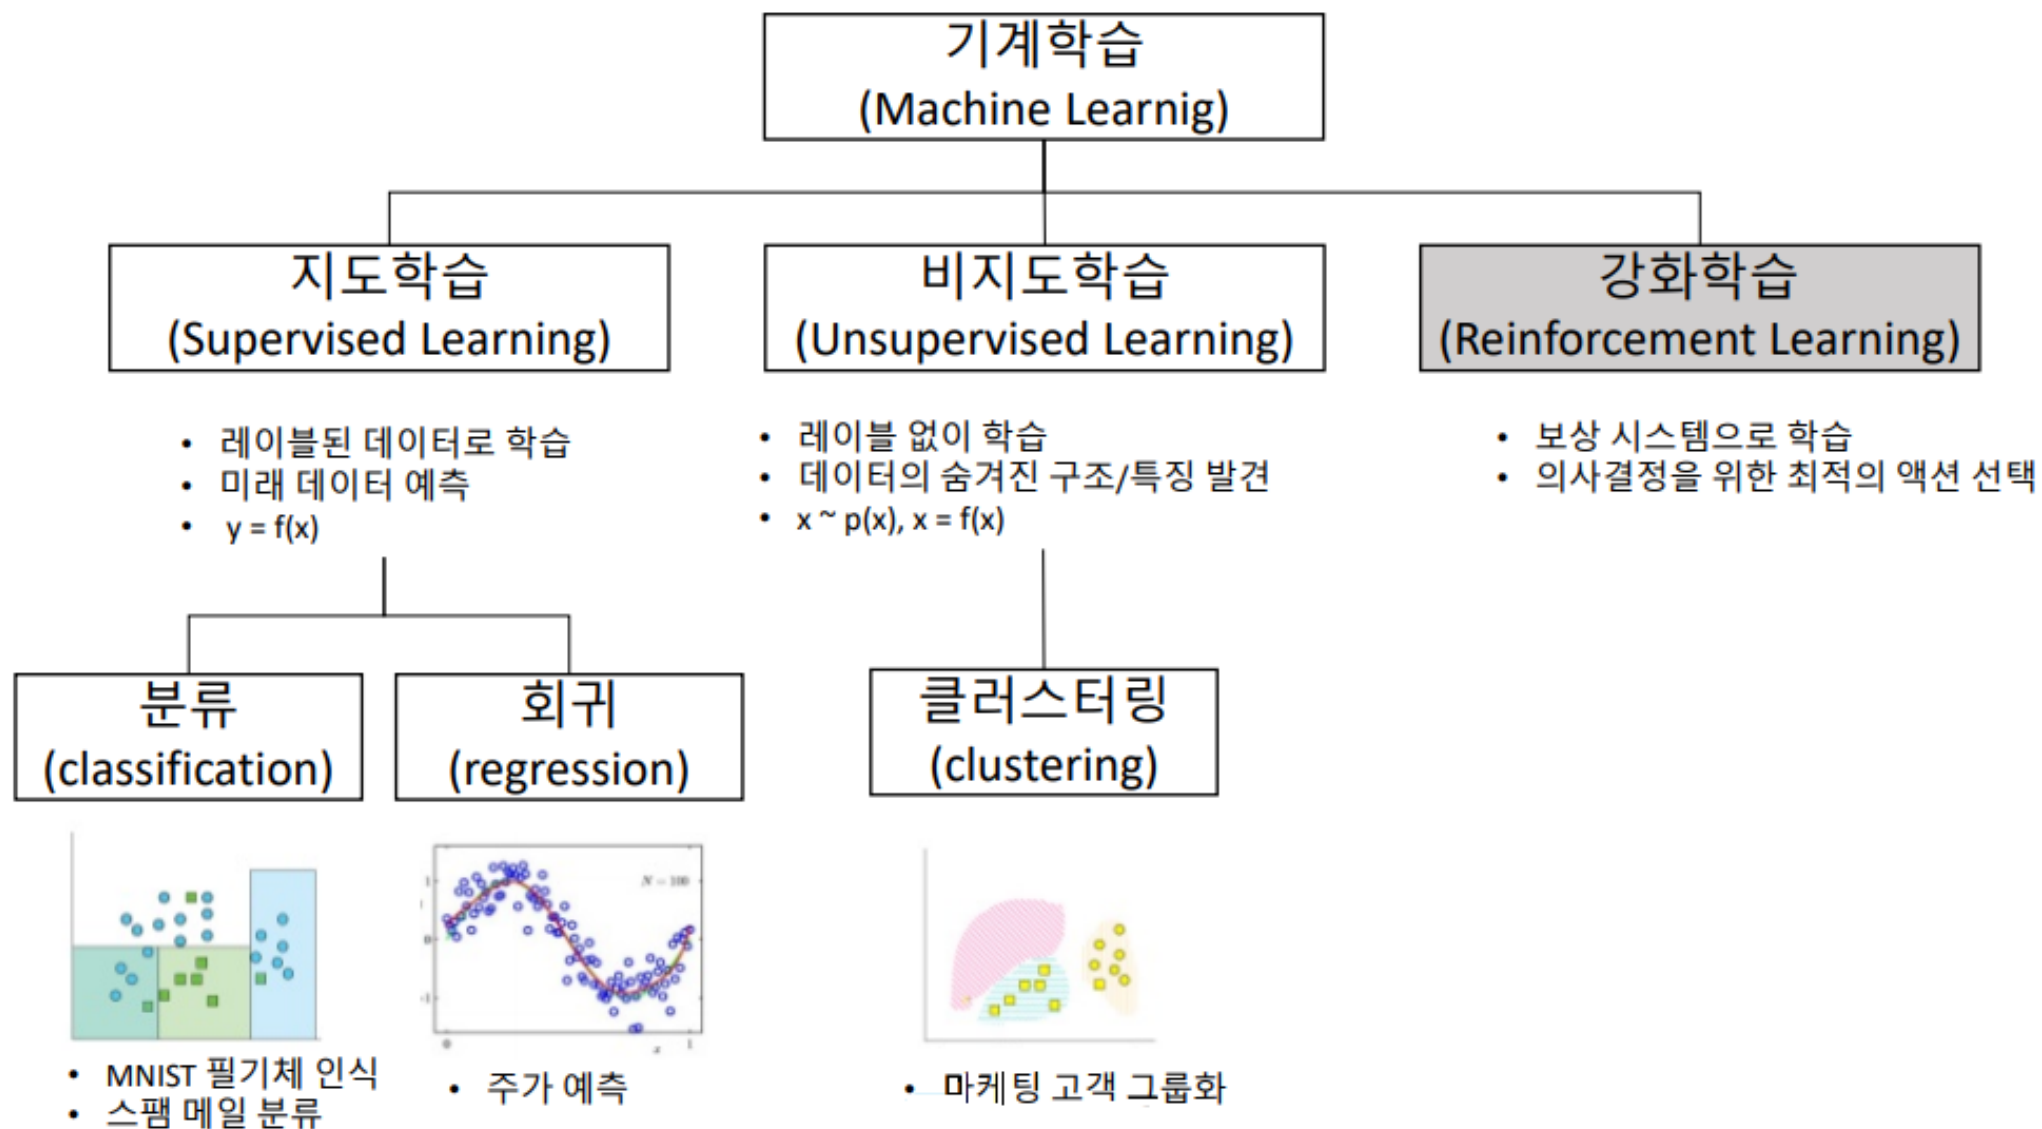 기계학습
(Machine Learnig)
지도학습
(Supervised Learning)
비지도학습
(Unsupervised Learning)
강화학습
(Reinforcement Learning)
• 레이블된 데이터로 학습
• 미래 데이터 예측
• y = f(x)
• 레이블 없이 학습
• 데이터의 숨겨진 구조/특징 발견
• x ~ p(x), x = f(x)
• 보상 시스템으로 학습
• 의사결정을 위한 최적의 액션 선택
분류
(classification)
회귀
(regression)
클러스터링
(clustering)
N = 100
1
0
-1
0
x
1
• MNIST 필기체 인식
• 스팸 메일 분류
• 주가 예측
• 마케팅 고객 그룹화